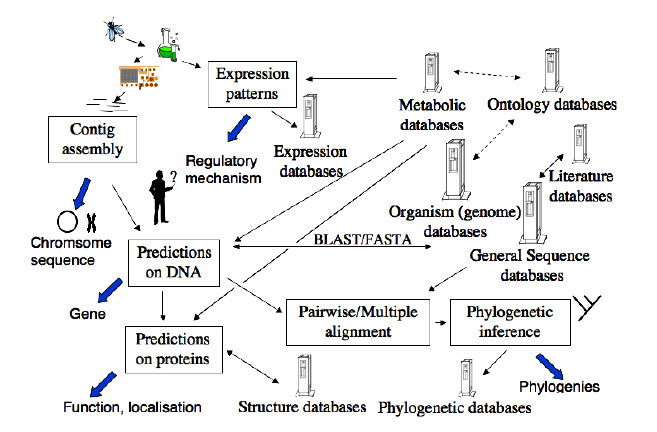 Expression
patterns
Metabolic
databases
Ontology databases
Contig
assembly
Regulatory
mechanism
Expression
databases
Literature
databases
?
Organism (genome)
databases
Chromsome
sequence
Predictions
on DNA
BLAST/FASTA
General Sequence
databases
Gene
Pairwise/Multiple
alignment
Phylogenetic
inference
Predictions
on proteins
Function, localisation
Structure databases
Phylogenetic databases
Phylogenies